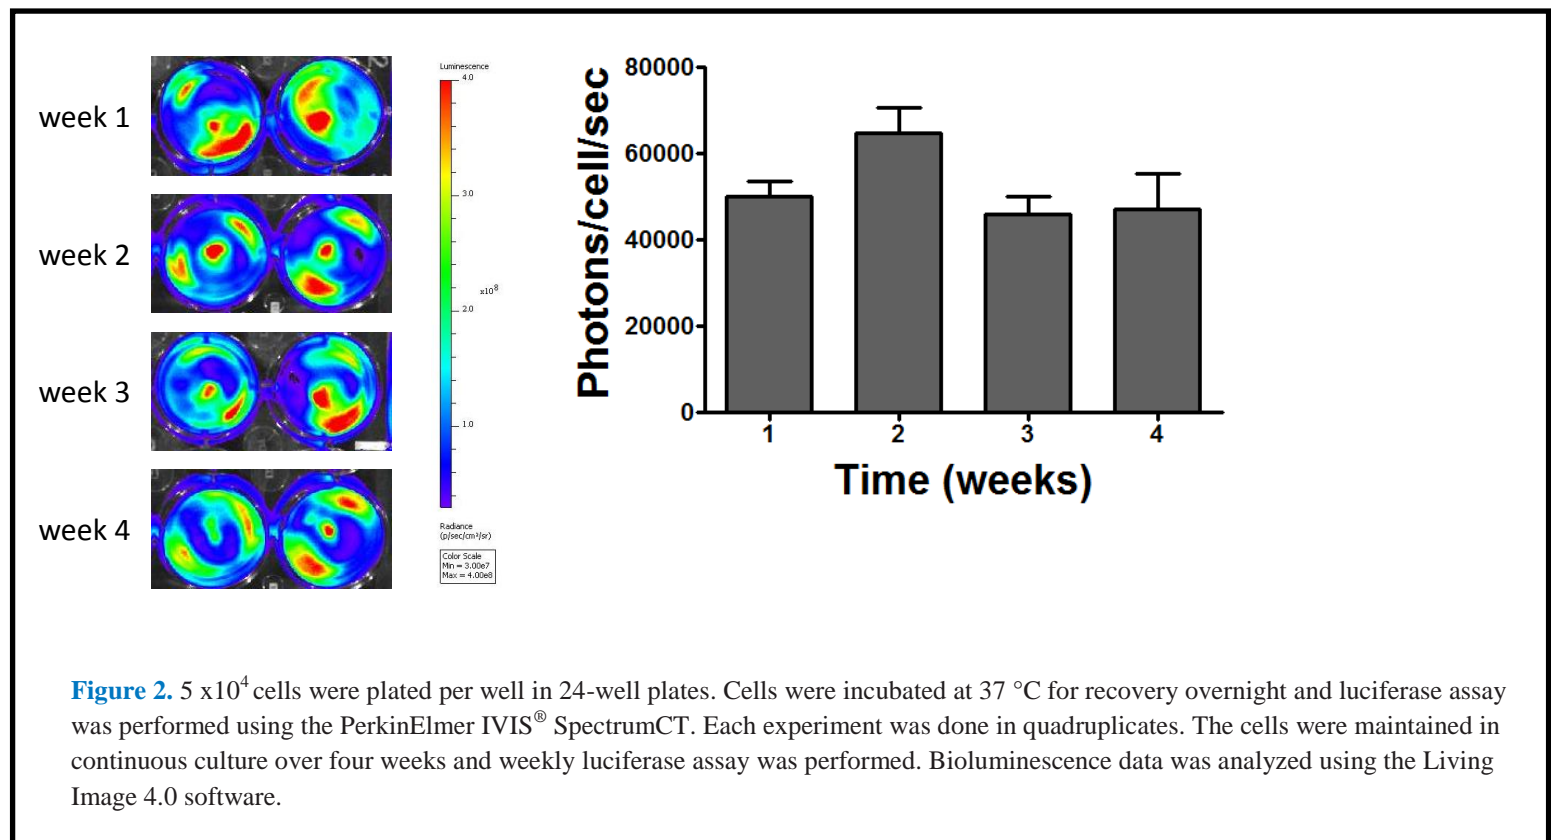 week 1
week 2
week 3
week 4
Luminescence
4.0
3.0
x10⁸
2.0
1.0
Radiance
(p/sec/cm²/sr)
Color Scale
Min = 3.00e7
Max = 4.00e8
Photons/cell/sec
80000
60000
40000
20000
0
1 2 3 4
Time (weeks)
Figure 2. 5 x10⁴ cells were plated per well in 24-well plates. Cells were incubated at 37 °C for recovery overnight and luciferase assay
was performed using the PerkinElmer IVIS® SpectrumCT. Each experiment was done in quadruplicates. The cells were maintained in
continuous culture over four weeks and weekly luciferase assay was performed. Bioluminescence data was analyzed using the Living
Image 4.0 software.